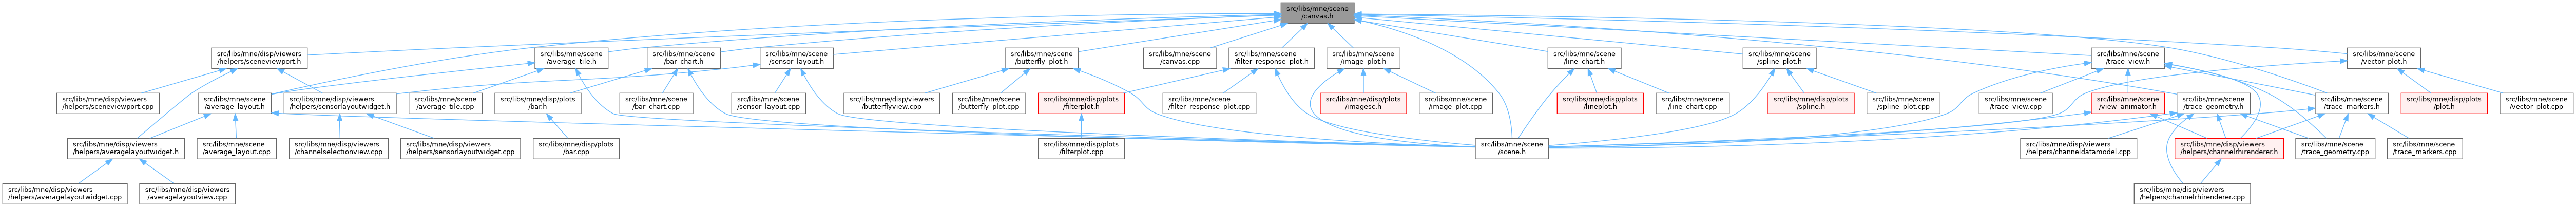 src/libs/mne/scene
/canvas.h
src/libs/mne/disp/viewers
/helpers/sceneviewport.h
src/libs/mne/scene
/average_tile.h
src/libs/mne/scene
/bar_chart.h
src/libs/mne/scene
/sensor_layout.h
src/libs/mne/scene
/butterfly_plot.h
src/libs/mne/scene
/canvas.cpp
src/libs/mne/scene
/filter_response_plot.h
src/libs/mne/scene
/image_plot.h
src/libs/mne/scene
/line_chart.h
src/libs/mne/scene
/spline_plot.h
src/libs/mne/scene
/trace_view.h
src/libs/mne/scene
/vector_plot.h
src/libs/mne/disp/viewers
/helpers/sceneviewport.cpp
src/libs/mne/scene
/average_layout.h
src/libs/mne/disp/viewers
/helpers/sensorlayoutwidget.h
src/libs/mne/scene
/average_tile.cpp
src/libs/mne/disp/plots
/bar.h
src/libs/mne/scene
/bar_chart.cpp
src/libs/mne/scene
/sensor_layout.cpp
src/libs/mne/disp/viewers
/butterflyview.cpp
src/libs/mne/scene
/butterfly_plot.cpp
src/libs/mne/disp/plots
/filterplot.h
src/libs/mne/scene
/filter_response_plot.cpp
src/libs/mne/disp/plots
/imagesc.h
src/libs/mne/scene
/image_plot.cpp
src/libs/mne/disp/plots
/lineplot.h
src/libs/mne/scene
/line_chart.cpp
src/libs/mne/disp/plots
/spline.h
src/libs/mne/scene
/spline_plot.cpp
src/libs/mne/scene
/trace_view.cpp
src/libs/mne/scene
/view_animator.h
src/libs/mne/scene
/trace_geometry.h
src/libs/mne/scene
/trace_markers.h
src/libs/mne/disp/plots
/plot.h
src/libs/mne/scene
/vector_plot.cpp
src/libs/mne/disp/viewers
/helpers/averagelayoutwidget.h
src/libs/mne/scene
/average_layout.cpp
src/libs/mne/disp/viewers
/channelselectionview.cpp
src/libs/mne/disp/viewers
/helpers/sensorlayoutwidget.cpp
src/libs/mne/disp/plots
/bar.cpp
src/libs/mne/disp/plots
/filterplot.cpp
src/libs/mne/scene
/scene.h
src/libs/mne/disp/viewers
/helpers/channeldatamodel.cpp
src/libs/mne/disp/viewers
/helpers/channelrhirenderer.h
src/libs/mne/scene
/trace_geometry.cpp
src/libs/mne/scene
/trace_markers.cpp
src/libs/mne/disp/viewers
/helpers/averagelayoutwidget.cpp
src/libs/mne/disp/viewers
/averagelayoutview.cpp
src/libs/mne/disp/viewers
/helpers/channelrhirenderer.cpp